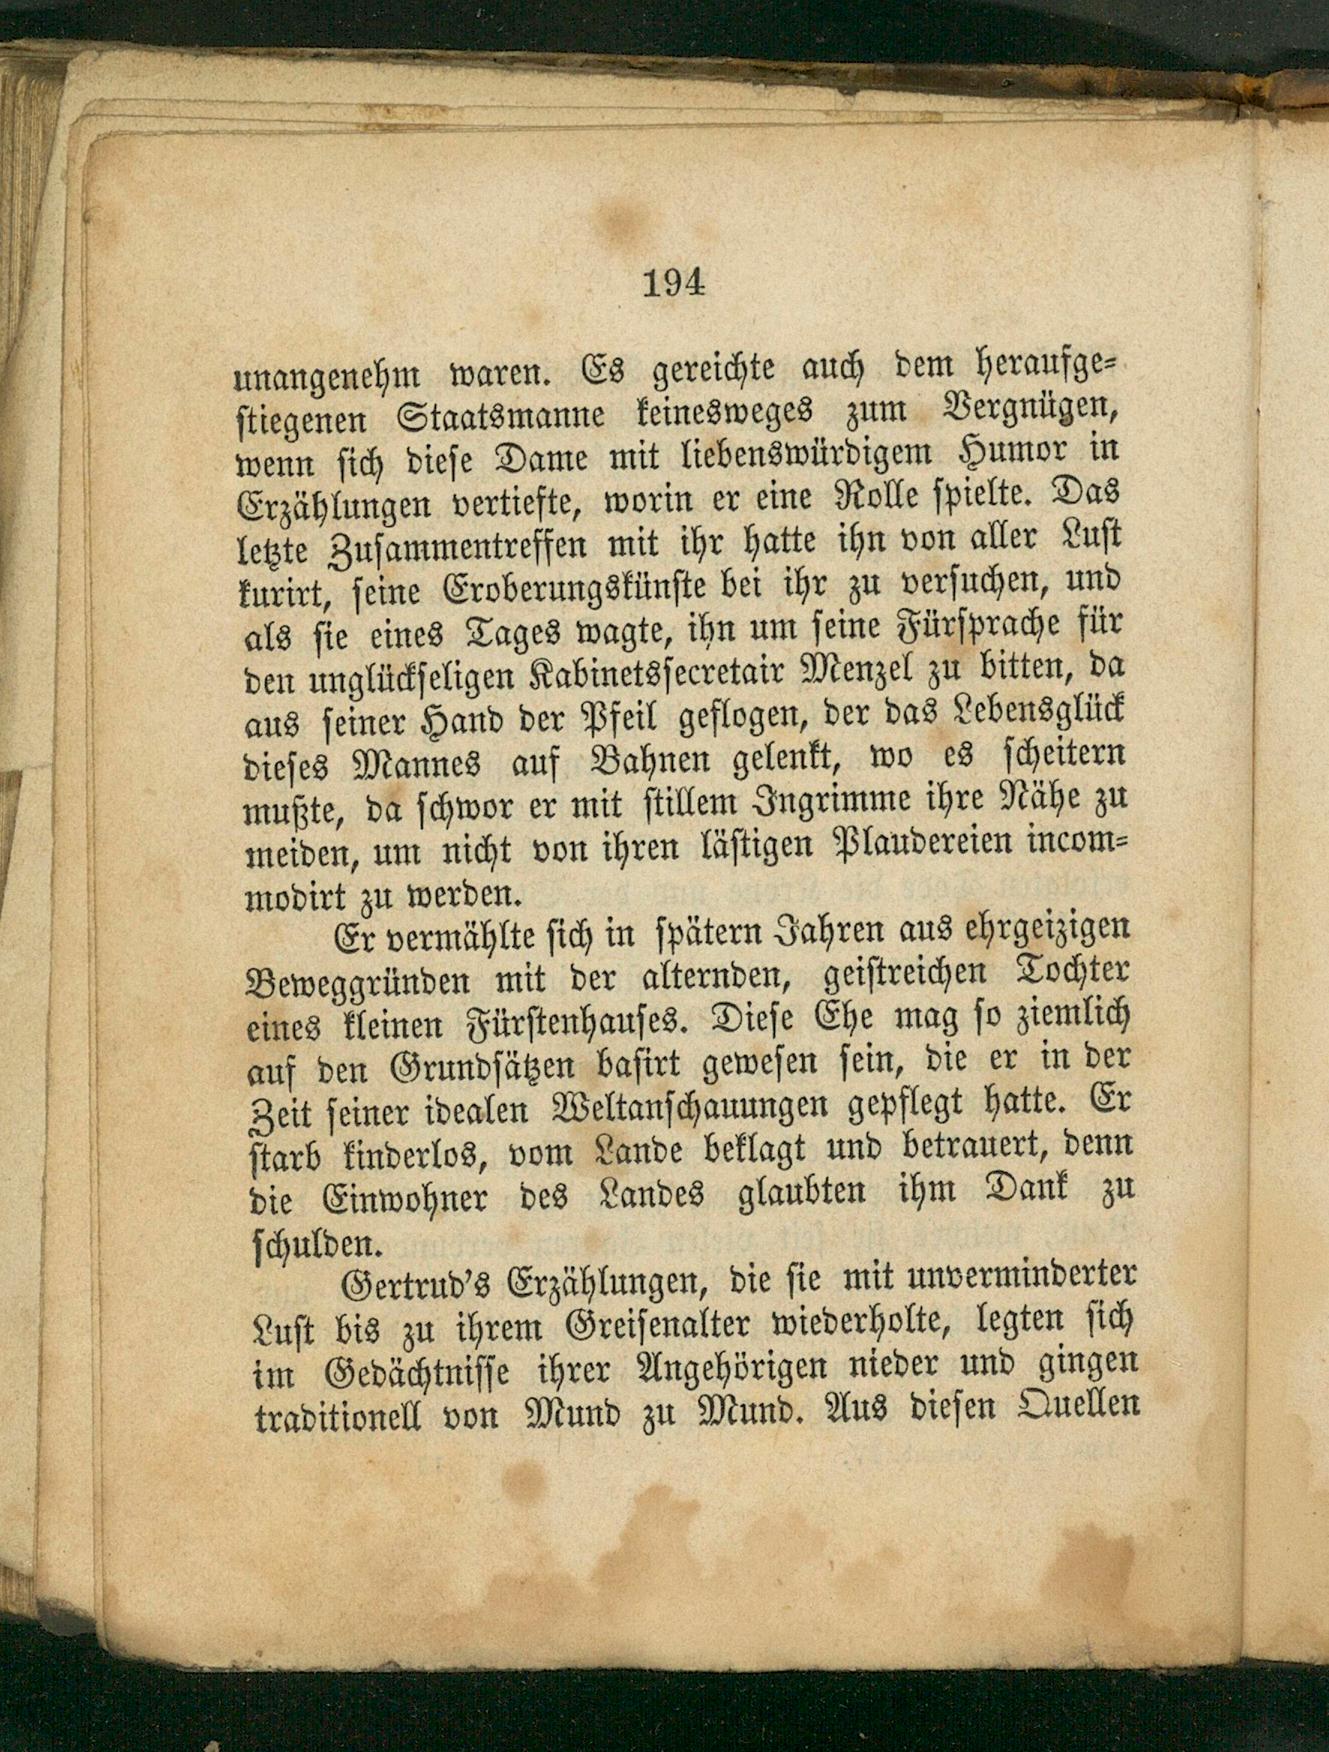 194
unangenehm waren. Es gereichte auch dem heraufge-
stiegenen Staatsmanne keinesweges zum Vergnügen,
wenn sich diese Dame mit liebenswürdigem Humor in
Erzählungen vertiefte, worin er eine Rolle spielte. Das
letzte Zusammentreffen mit ihr hatte ihn von aller Lust
kurirt, seine Eroberungskünste bei ihr zu versuchen, und
als sie eines Tages wagte, ihn um seine Fürsprache für
den unglückseligen Kabinetssecretair Menzel zu bitten, da
aus seiner Hand der Pfeil geflogen, der das Lebensglück
dieses Mannes auf Bahnen gelenkt, wo es scheitern
mußte, da schwor er mit stillem Ingrimme ihre Nähe zu
meiden, um nicht von ihren lästigen Plaudereien incom-
modirt zu werden.
Er vermählte sich in spätern Jahren aus ehrgeizigen
Beweggründen mit der alternden, geistreichen Tochter
eines kleinen Fürstenhauses. Diese Ehe mag so ziemlich
auf den Grundsätzen basirt gewesen sein, die er in der
Zeit seiner idealen Weltanschauungen gepflegt hatte. Er
starb kinderlos, vom Lande beklagt und betrauert, denn
die Einwohner des Landes glaubten ihm Dank zu
schulden.
Gertrud's Erzählungen, die sie mit unverminderter
Lust bis zu ihrem Greisenalter wiederholte, legten sich
im Gedächtnisse ihrer Angehörigen nieder und gingen
traditionell von Mund zu Mund. Aus diesen Quellen